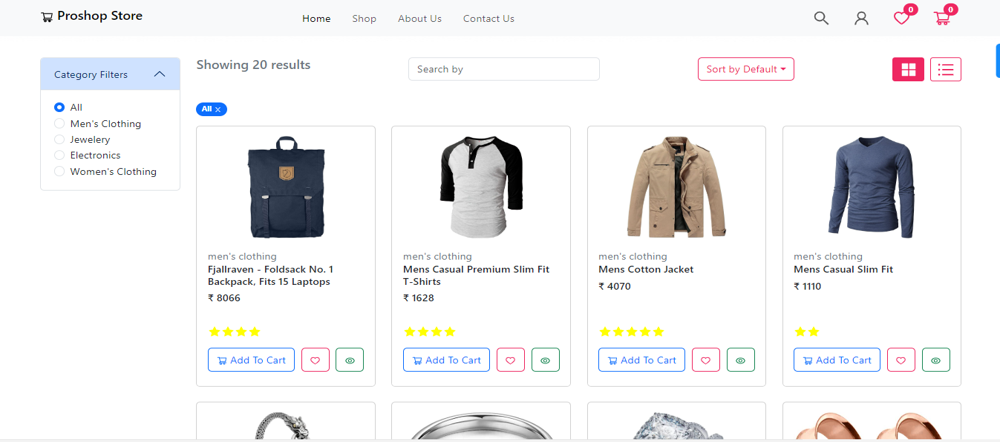 Proshop Store
Home
Shop
About Us
Contact Us
0
0
Category Filters
All
Men's Clothing
Jewelery
Electronics
Women's Clothing
Showing 20 results
Search by
Sort by Default
All ×
men's clothing
Fjallraven - Foldsack No. 1
Backpack, Fits 15 Laptops
₹ 8066
Add To Cart
men's clothing
Mens Casual Premium Slim Fit
T-Shirts
₹ 1628
Add To Cart
men's clothing
Mens Cotton Jacket
₹ 4070
Add To Cart
men's clothing
Mens Casual Slim Fit
₹ 1110
Add To Cart